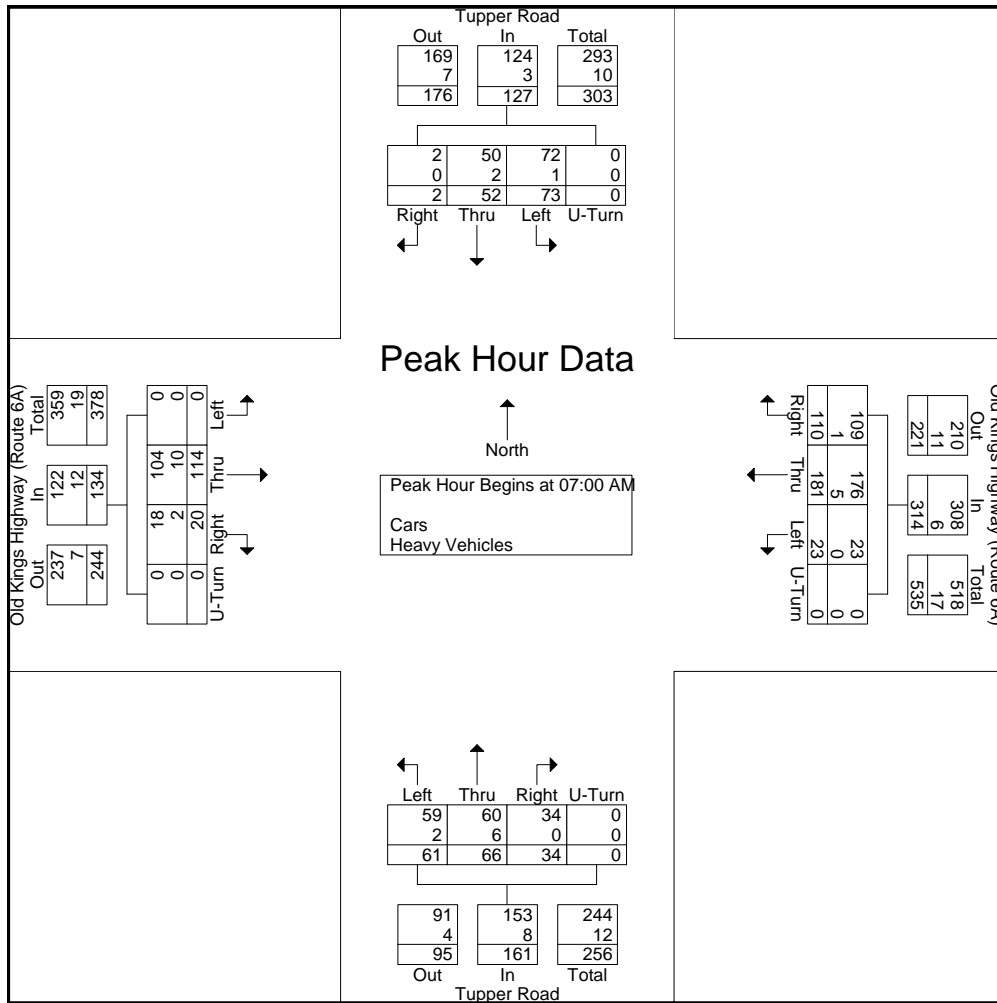 Tupper Road
Out In Total
169 124 293
7 3 10
176 127 303
2 50 72 0
0 2 1 0
2 52 73 0
Right Thru Left U-Turn
Peak Hour Data
North
Peak Hour Begins at 07:00 AM
Cars
Heavy Vehicles
Old Kings Highway (Route 6A)
Total In Out
359 122 237
19 12 7
378 134 244
0 104 18 0
0 10 2 0
0 114 20 0
Left Thru Right U-Turn
Old Kings Highway (Route 6A)
Out In Total
210 308 518
11 6 17
221 314 535
109 176 23 0
1 5 0 0
110 181 23 0
Right Thru Left U-Turn
Left Thru Right U-Turn
59 60 34 0
2 6 0 0
61 66 34 0
91 153 244
4 8 12
95 161 256
Out In Total
Tupper Road